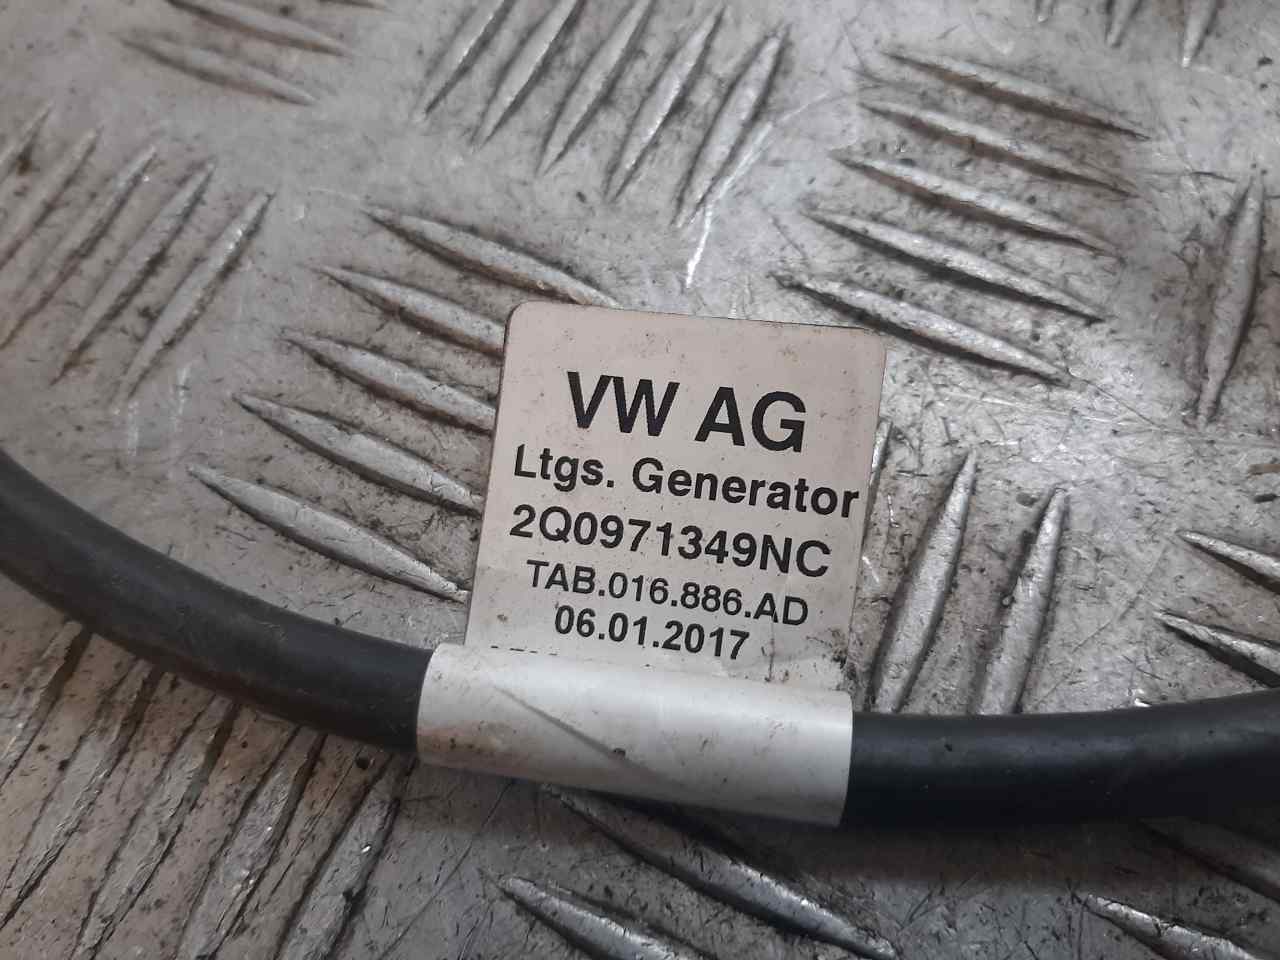 VW AG
Ltgs. Generator
2Q0971349NC
TAB.016.886.AD
06.01.2017